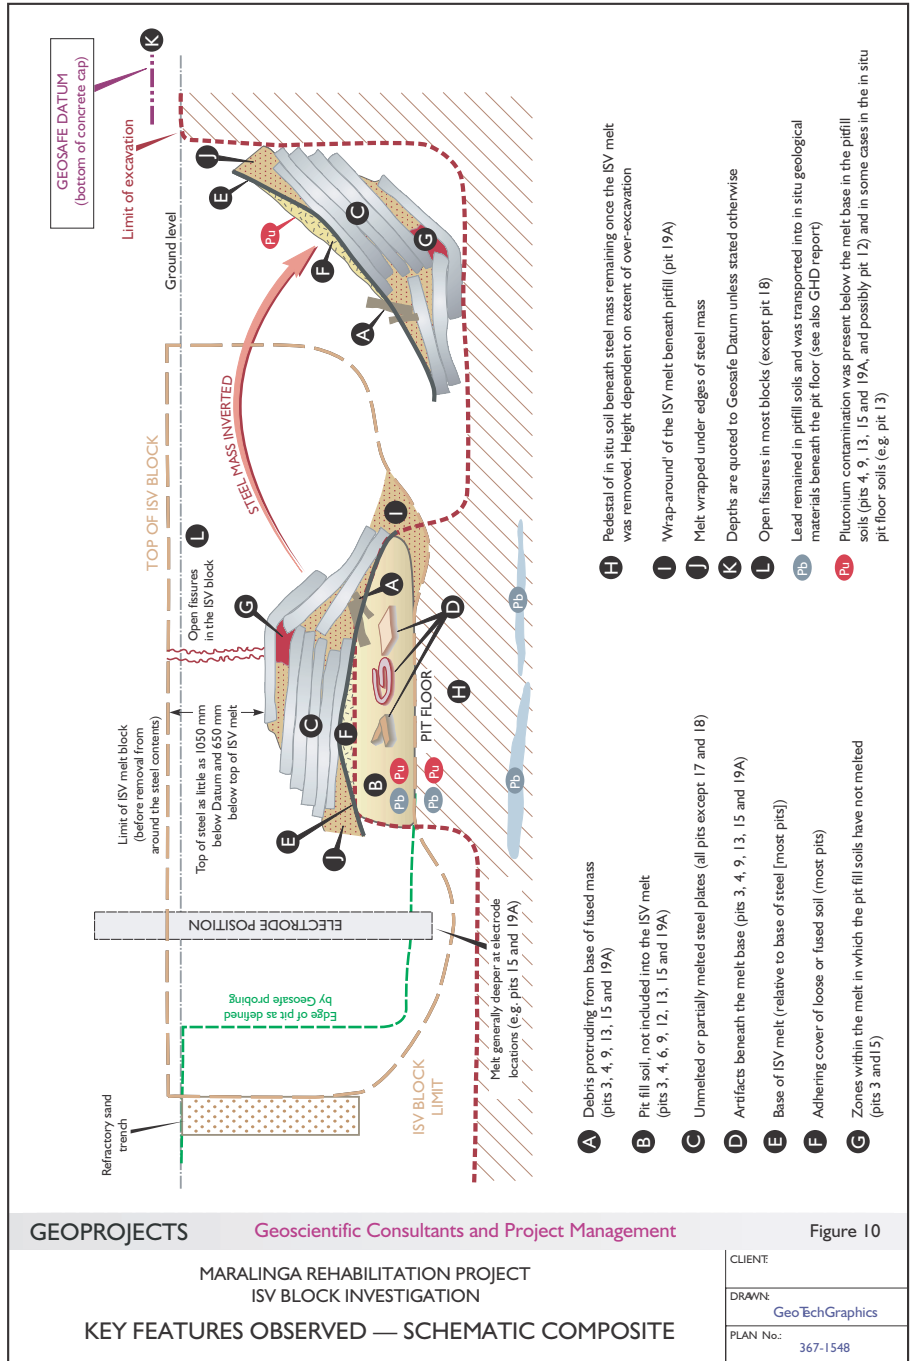 GEOSAFE DATUM
(bottom of concrete cap)
K
Limit of excavation
Ground level
J
E
Pu
F
C
G
A
STEEL MASS INVERTED
TOP OF ISV BLOCK
L
Open fissures
in the ISV block
G
I
A
D
C
F
B
H
PIT FLOOR
Pb
Pu
Pb
Pu
Pb
Pb
E
J
Limit of ISV melt block
(before removal from
around the steel contents)
Top of steel as little as 1050 mm
below Datum and 650 mm
below top of ISV melt
ELECTRODE POSITION
Edge of pit as defined
by Geosafe probing
Melt generally deeper at electrode
locations (e.g. pits 15 and 19A)
ISV BLOCK
LIMIT
Refractory sand
trench
A Debris protruding from base of fused mass
(pits 3, 4, 9, 13, 15 and 19A)
B Pit fill soil, not included into the ISV melt
(pits 3, 4, 6, 9, 12, 13, 15 and 19A)
C Unmelted or partially melted steel plates (all pits except 17 and 18)
D Artifacts beneath the melt base (pits 3, 4, 9, 13, 15 and 19A)
E Base of ISV melt (relative to base of steel [most pits])
F Adhering cover of loose or fused soil (most pits)
G Zones within the melt in which the pit fill soils have not melted
(pits 3 and15)
H Pedestal of in situ soil beneath steel mass remaining once the ISV melt
was removed. Height dependent on extent of over-excavation
I Wrap-around' of the ISV melt beneath pitfill (pit 19A)
J Melt wrapped under edges of steel mass
K Depths are quoted to Geosafe Datum unless stated otherwise
L Open fissures in most blocks (except pit 18)
Pb Lead remained in pitfill soils and was transported into in situ geological
materials beneath the pit floor (see also GHD report)
Pu Plutonium contamination was present below the melt base in the pitfill
soils (pits 4, 9, 13, 15 and 19A, and possibly pit 12) and in some cases in the in situ
pit floor soils (e.g. pit 13)
GEOPROJECTS Geoscientific Consultants and Project Management Figure 10
MARALINGA REHABILITATION PROJECT
ISV BLOCK INVESTIGATION
KEY FEATURES OBSERVED — SCHEMATIC COMPOSITE
CLIENT:
DRAWN:
GeoTechGraphics
PLAN No.:
367-1548